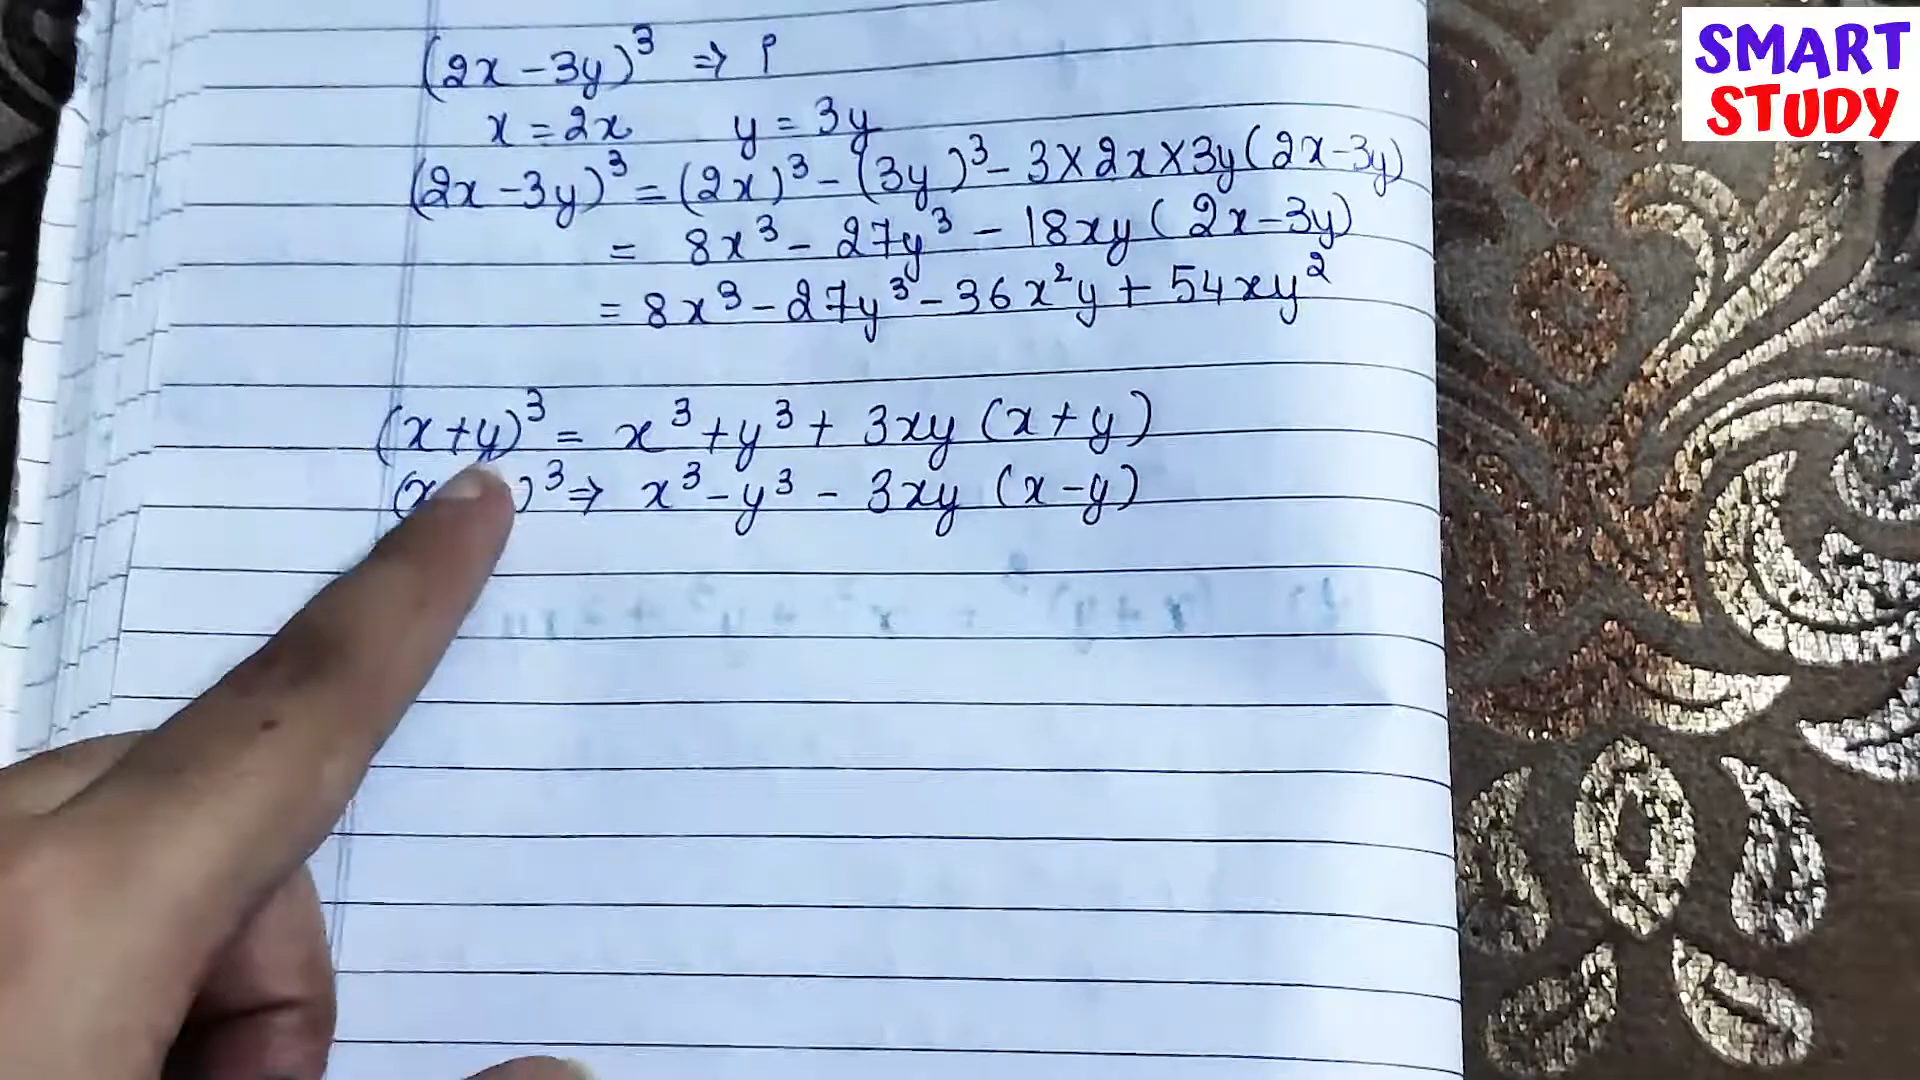 (2x-3y)³ ⇒ ?
x = 2x y = 3y
(2x-3y)³ = (2x)³ - (3y)³ - 3×2x×3y(2x-3y)
= 8x³ - 27y³ - 18xy(2x-3y)
= 8x³ - 27y³ - 36x²y + 54xy²
(x+y)³ = x³ + y³ + 3xy (x+y)
(x )³ ⇒ x³ - y³ - 3xy (x-y)
SMART
STUDY